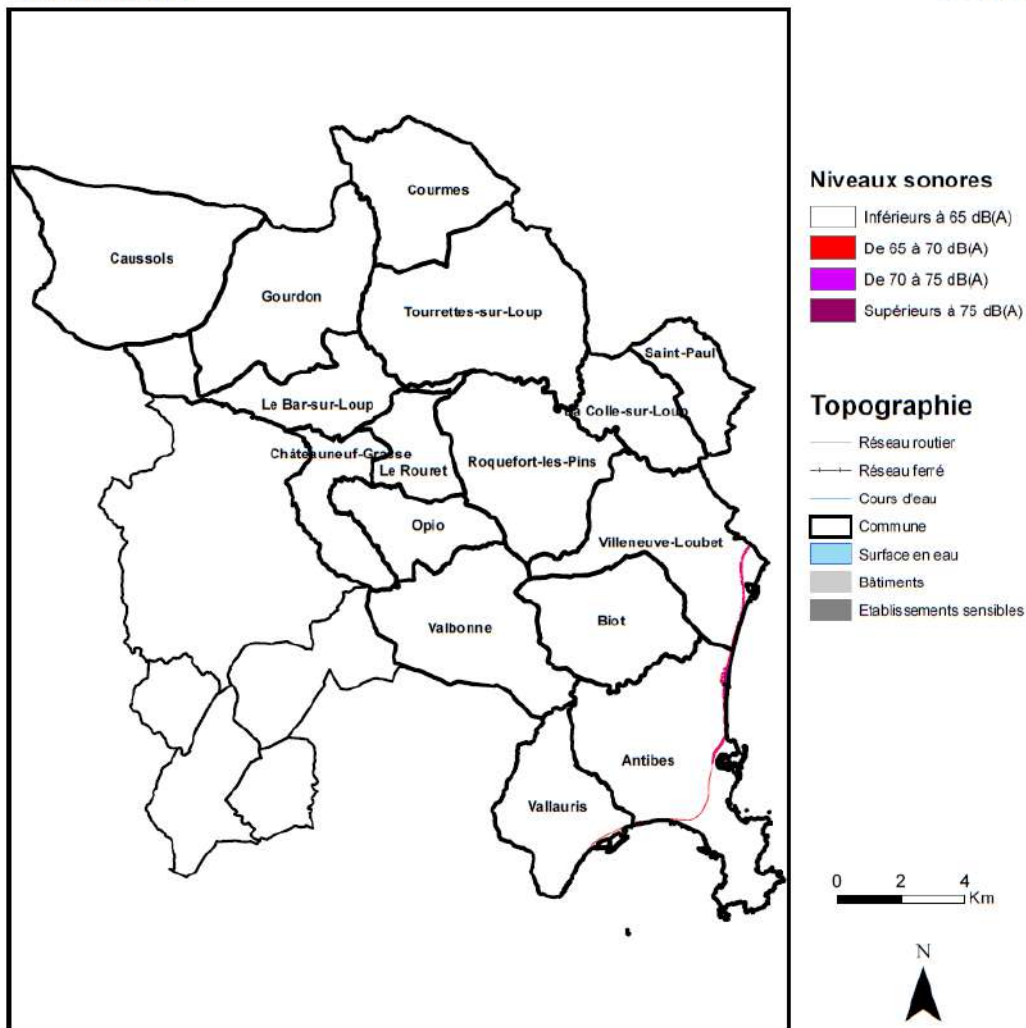 Courmes
Caussols
Gourdon
Tourrettes-sur-Loup
Saint-Paul
Le Bar-sur-Loup
La Colle-sur-Loup
Châteauneuf-Grasse
Le Rouret
Roquefort-les-Pins
Opio
Villeneuve-Loubet
Valbonne
Biot
Antibes
Vallauris
Niveaux sonores
Inférieurs à 65 dB(A)
De 65 à 70 dB(A)
De 70 à 75 dB(A)
Supérieurs à 75 dB(A)
Topographie
Réseau routier
Réseau ferré
Cours d'eau
Commune
Surface en eau
Bâtiments
Etablissements sensibles
0 2 4
Km
N